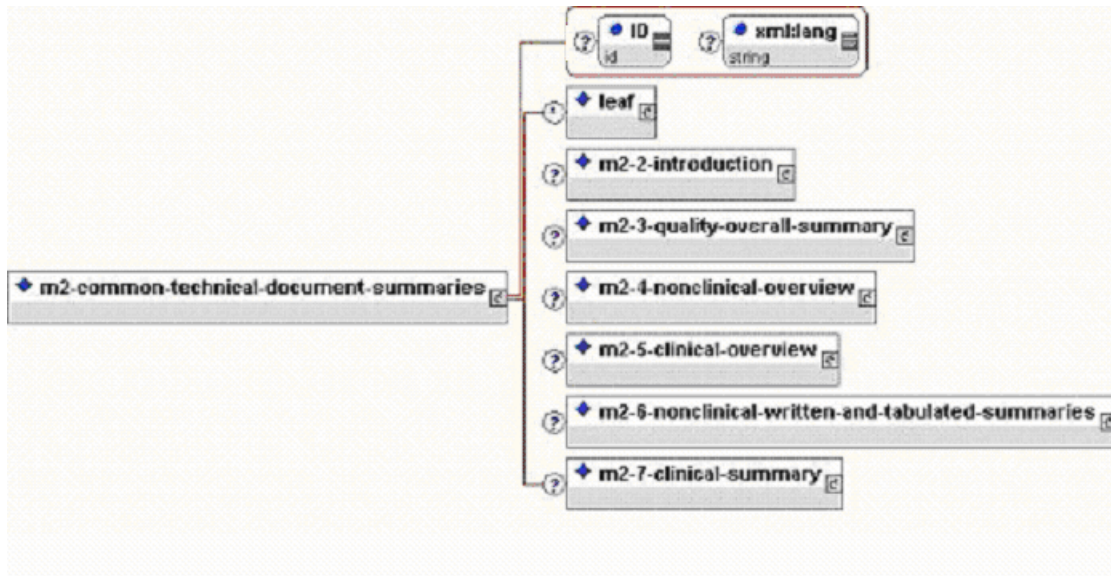 ID
id
xml:lang
string
leaf
m2-2-introduction
m2-3-quality-overall-summary
m2-common-technical-document-summaries
m2-4-nonclinical-overview
m2-5-clinical-overview
m2-6-nonclinical-written-and-tabulated-summaries
m2-7-clinical-summary